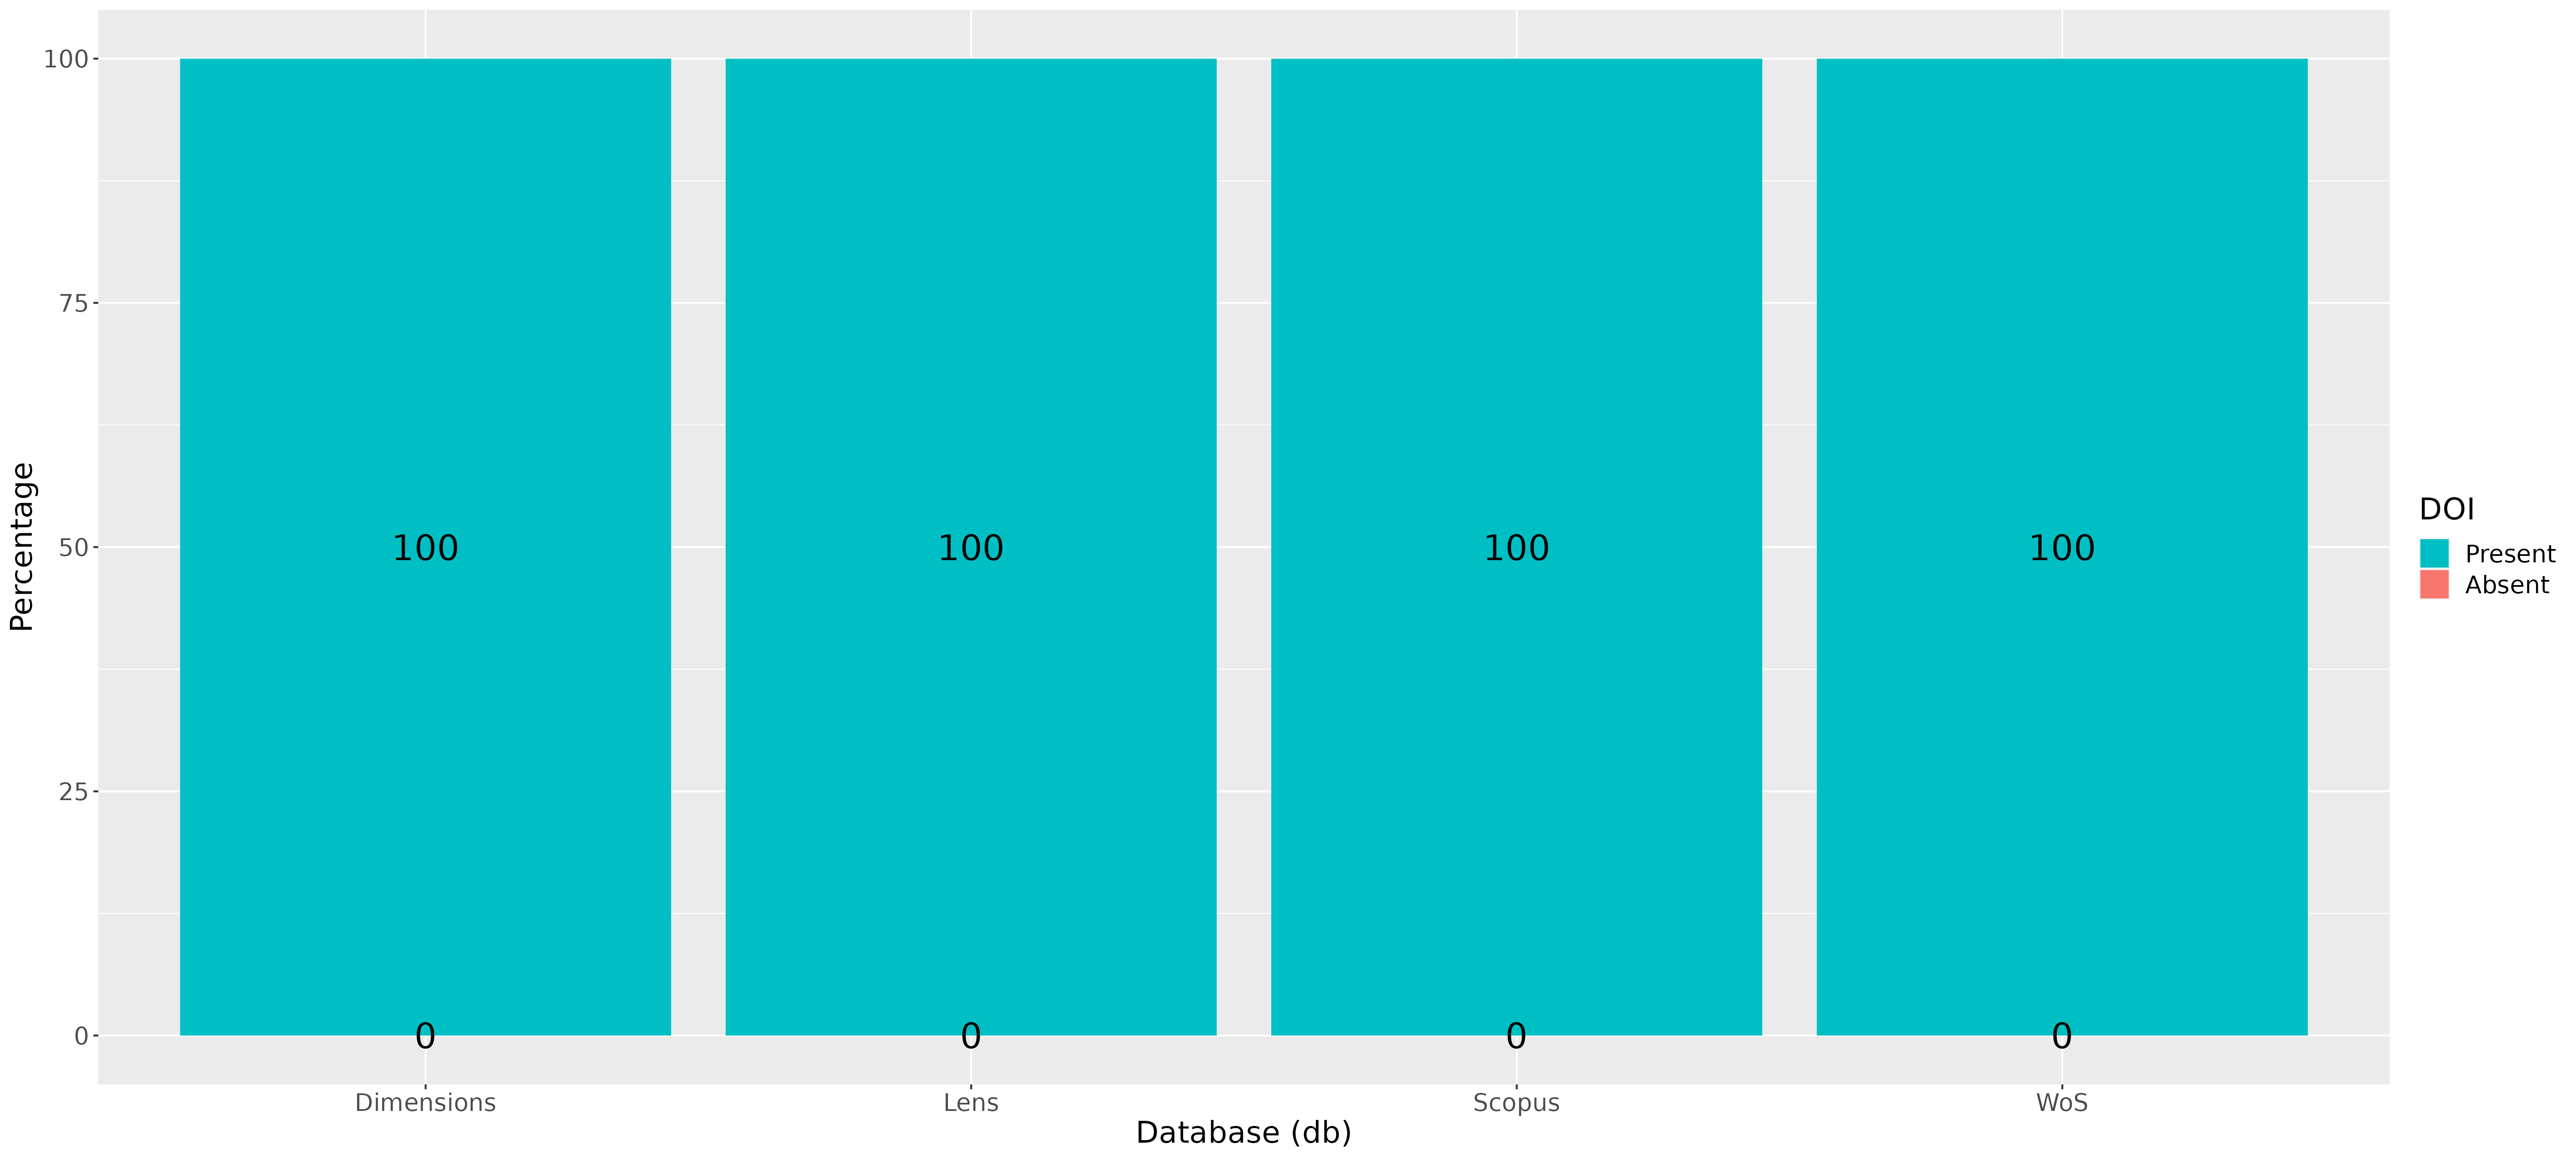 100
75
50
25
0
Percentage
100 100 100 100
0 0 0 0
Dimensions Lens Scopus WoS
Database (db)
DOI
Present
Absent